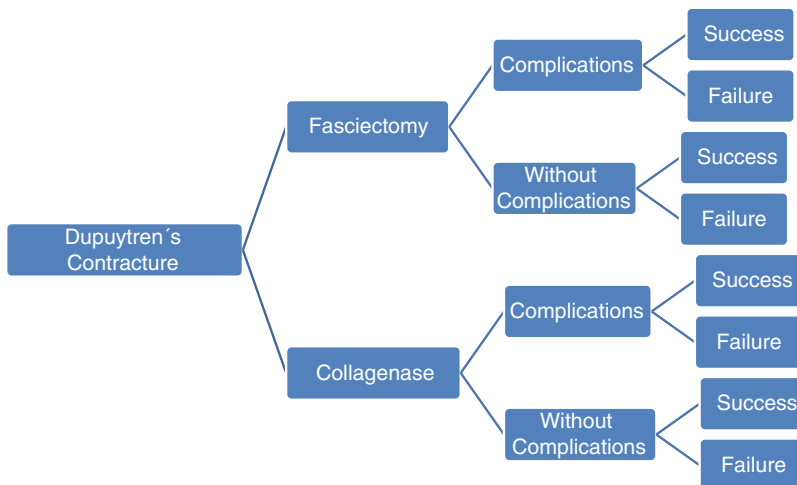 Dupuytren´s
Contracture
Fasciectomy
Complications
Success
Failure
Without
Complications
Success
Failure
Collagenase
Complications
Success
Failure
Without
Complications
Success
Failure